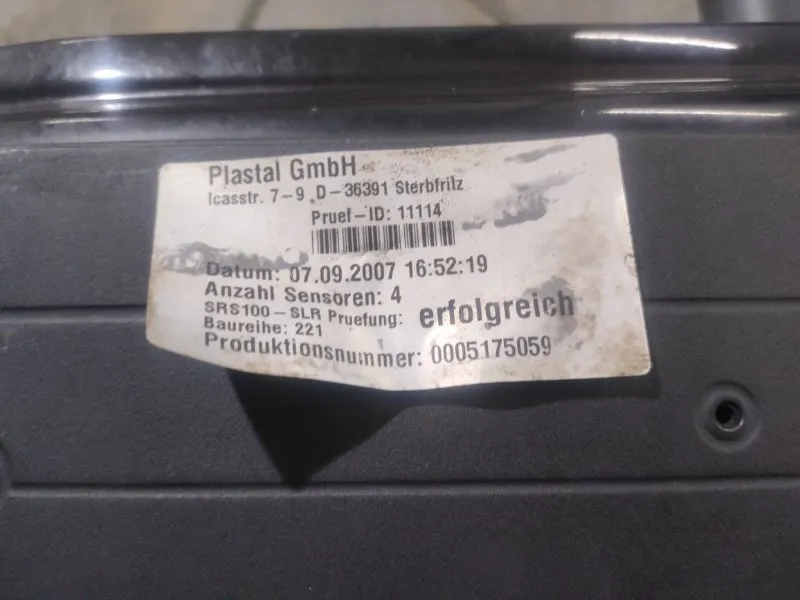 Plastal GmbH
Icasstr. 7-9 D-36391 Sterbfritz
Pruef-ID: 11114
Datum: 07.09.2007 16:52:19
Anzahl Sensoren: 4
SRS100-SLR Pruefung: erfolgreich
Baureihe: 221
Produktionsnummer: 0005175059